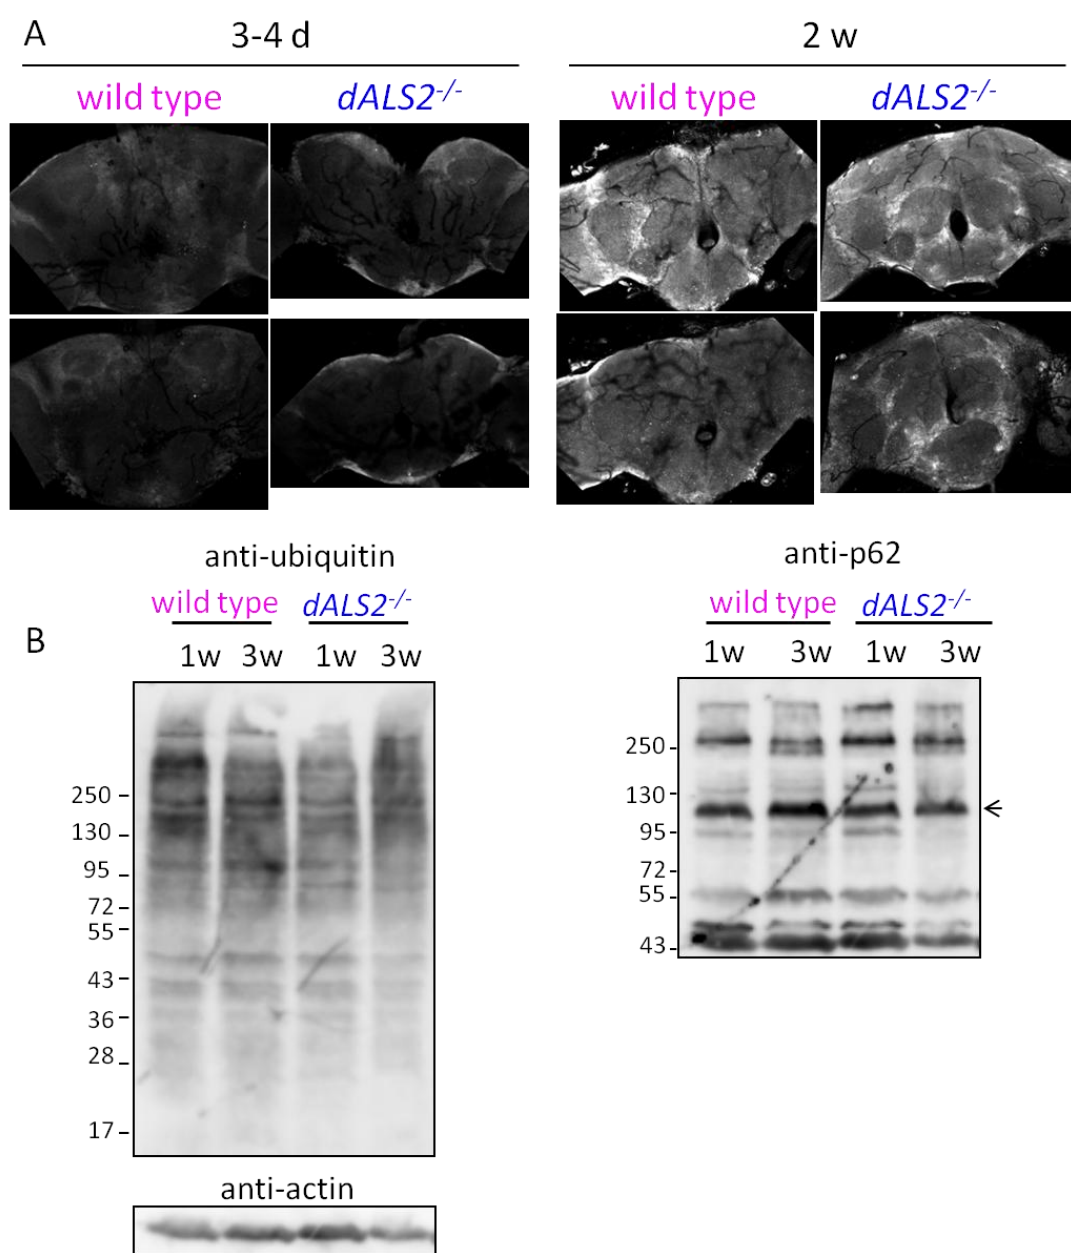 A
3-4 d
2 w
wild type
dALS2-/-
wild type
dALS2-/-
B
anti-ubiquitin
wild type
dALS2-/-
1w 3w 1w 3w
250
130
95
72
55
43
36
28
17
anti-actin
anti-p62
wild type
dALS2-/-
1w 3w 1w 3w
250
130
95
72
55
43